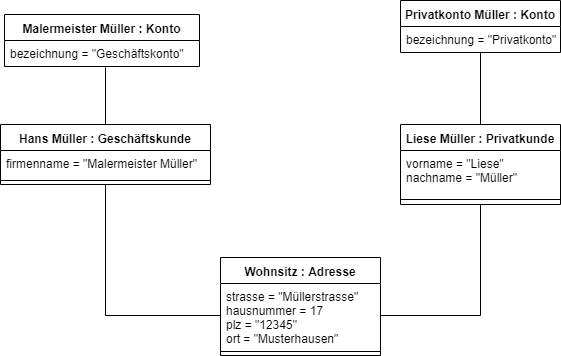 Malermeister Müller : Konto
bezeichnung = "Geschäftskonto"
Privatkonto Müller : Konto
bezeichnung = "Privatkonto"
Hans Müller : Geschäftskunde
firmenname = "Malermeister Müller"
Liese Müller : Privatkunde
vorname = "Liese"
nachname = "Müller"
Wohnsitz : Adresse
strasse = "Müllerstrasse"
hausnummer = 17
plz = "12345"
ort = "Musterhausen"